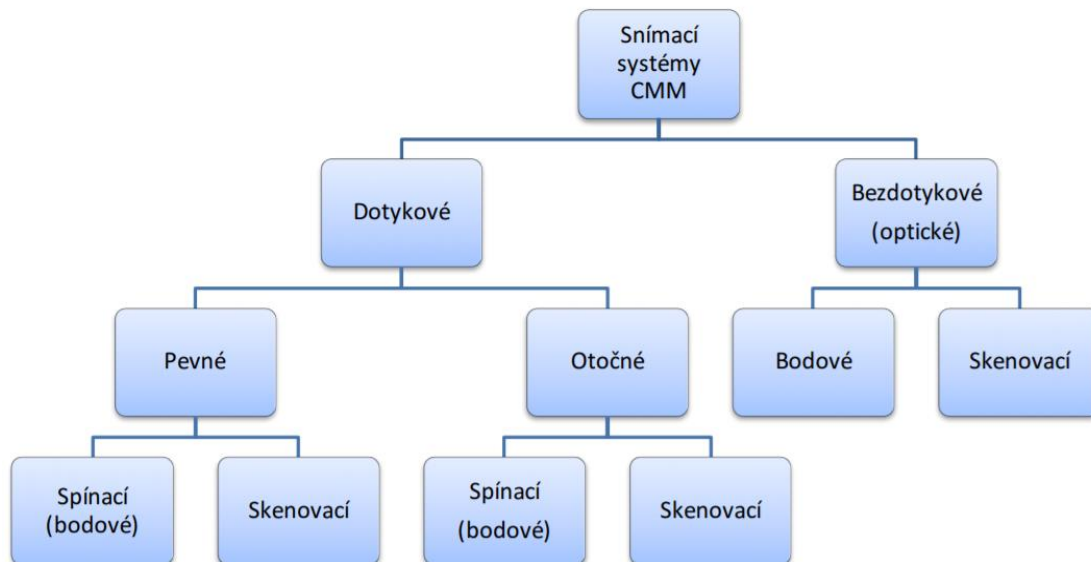 Snímací
systémy
CMM
Dotykové
Bezdotykové
(optické)
Pevné
Otočné
Bodové
Skenovací
Spínací
(bodové)
Skenovací
Spínací
(bodové)
Skenovací